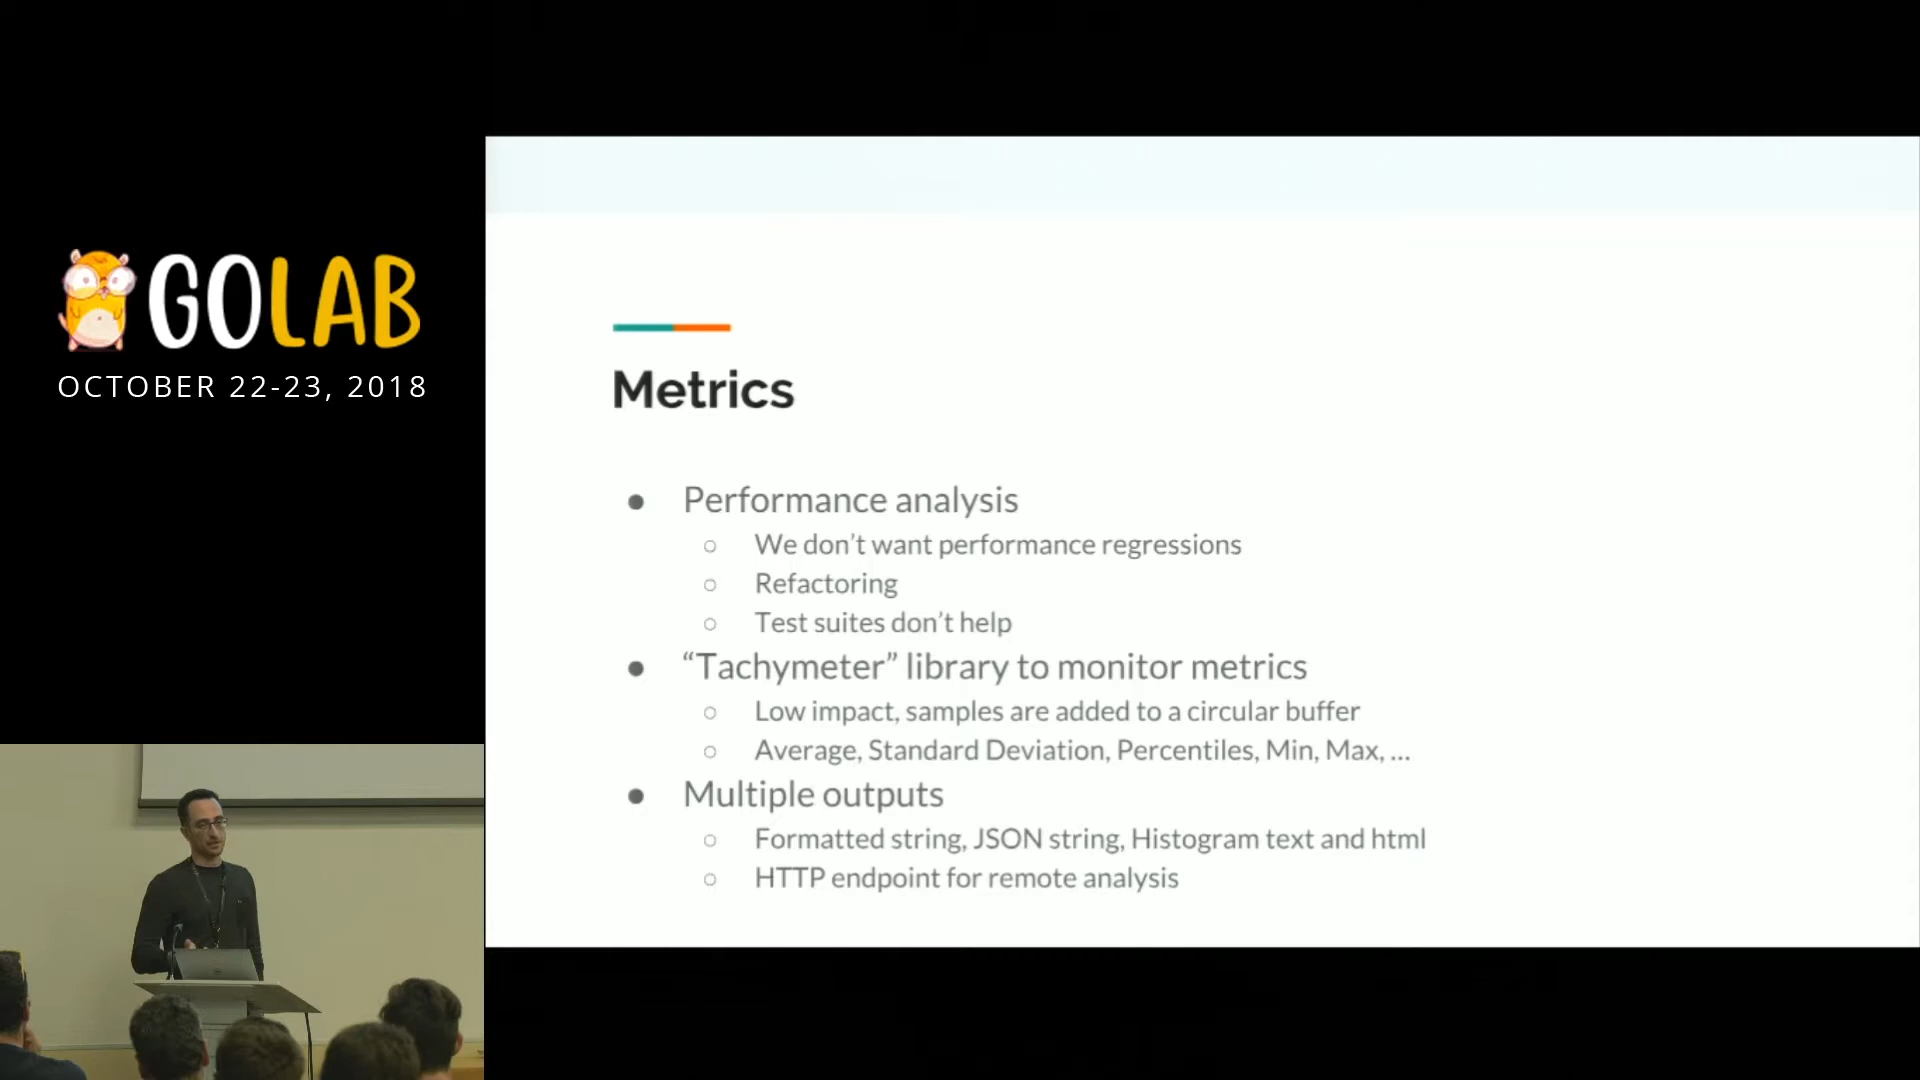 GOLAB
OCTOBER 22-23, 2018
Metrics
● Performance analysis
○ We don’t want performance regressions
○ Refactoring
○ Test suites don’t help
● “Tachymeter” library to monitor metrics
○ Low impact, samples are added to a circular buffer
○ Average, Standard Deviation, Percentiles, Min, Max, ...
● Multiple outputs
○ Formatted string, JSON string, Histogram text and html
○ HTTP endpoint for remote analysis